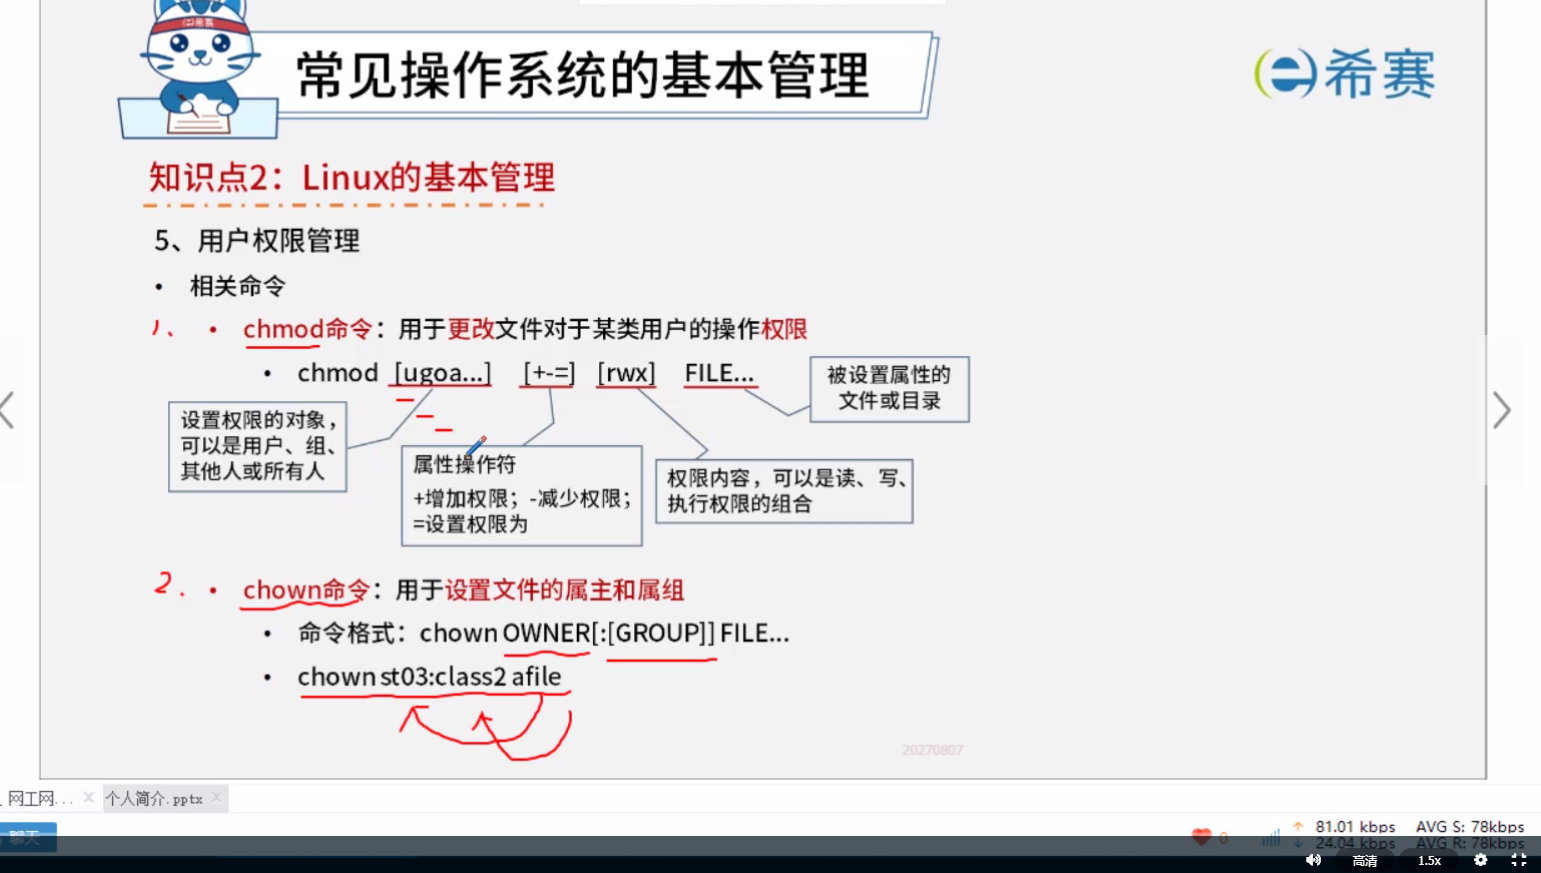 希赛
常见操作系统的基本管理
希赛
知识点2：Linux的基本管理
5、用户权限管理
• 相关命令
1、 • chmod命令：用于更改文件对于某类用户的操作权限
• chmod [ugoa...] [+-=] [rwx] FILE...
被设置属性的
文件或目录
设置权限的对象，
可以是用户、组、
其他人或所有人
属性操作符
+增加权限；-减少权限；
=设置权限为
权限内容，可以是读、写、
执行权限的组合
2. • chown命令：用于设置文件的属主和属组
• 命令格式：chown OWNER[:[GROUP]] FILE...
• chown st03:class2 afile
20270807
网工网... × 个人简介.pptx ×
聊天
0
81.01 kbps AVG S: 78kbps
24.04 kbps AVG R: 78kbps
高清 1.5x